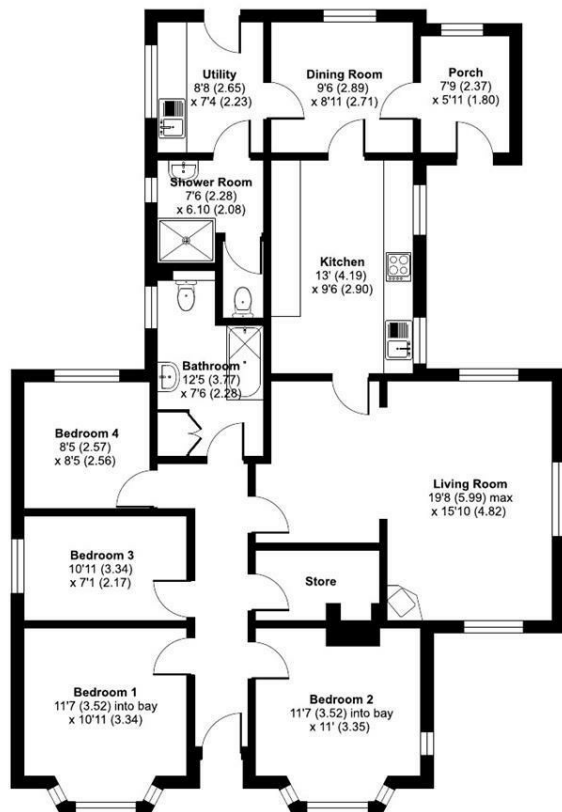 Utility
8'8 (2.65)
x 7'4 (2.23)
Dining Room
9'6 (2.89)
x 8'11 (2.71)
Porch
7'9 (2.37)
x 5'11 (1.80)
Shower Room
7'6 (2.28)
x 6.10 (2.08)
Kitchen
13' (4.19)
x 9'6 (2.90)
Bathroom
12'5 (3.77)
x 7'6 (2.28)
Bedroom 4
8'5 (2.57)
x 8'5 (2.56)
Living Room
19'8 (5.99) max
x 15'10 (4.82)
Bedroom 3
10'11 (3.34)
x 7'1 (2.17)
Store
Bedroom 1
11'7 (3.52) into bay
x 10'11 (3.34)
Bedroom 2
11'7 (3.52) into bay
x 11' (3.35)